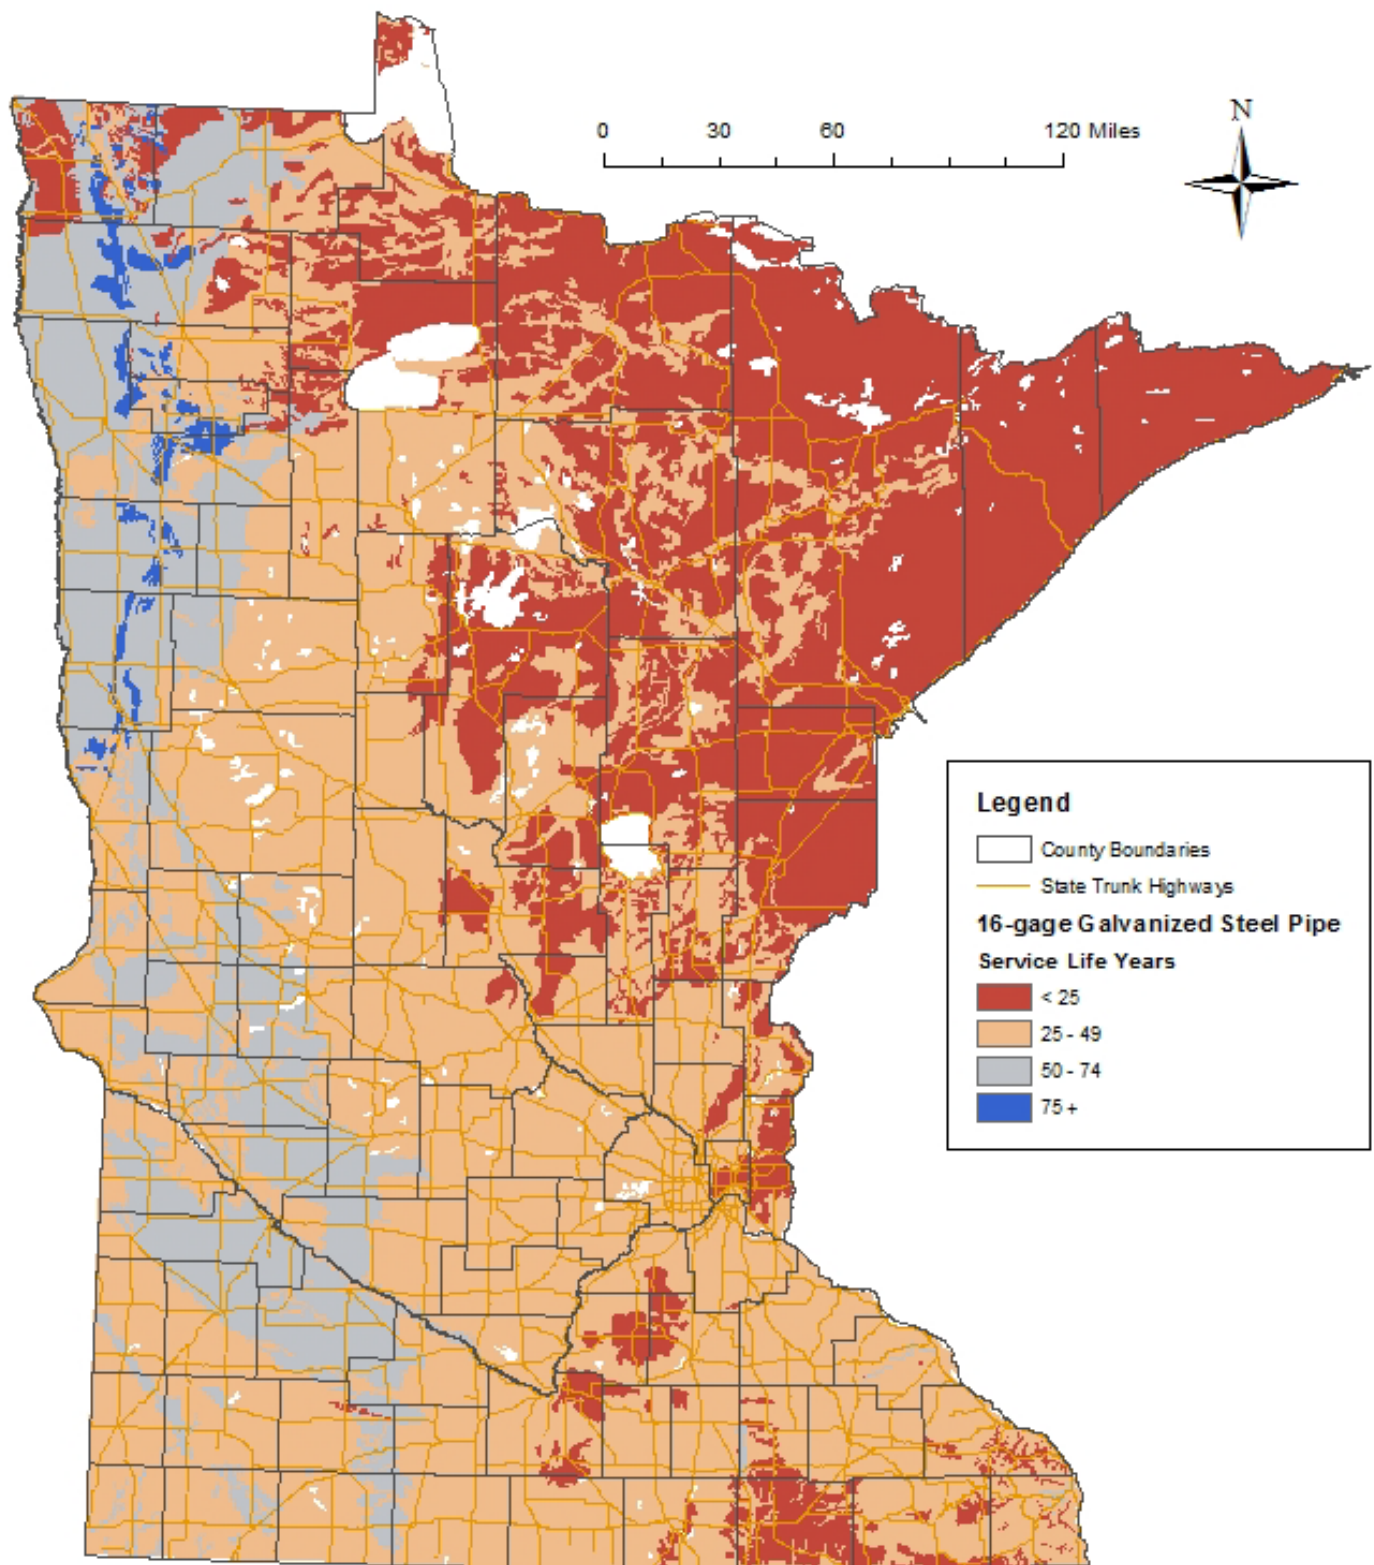 N
0 30 60 120 Miles
Legend
County Boundaries
State Trunk Highways
16-gage Galvanized Steel Pipe
Service Life Years
< 25
25 - 49
50 - 74
75 +